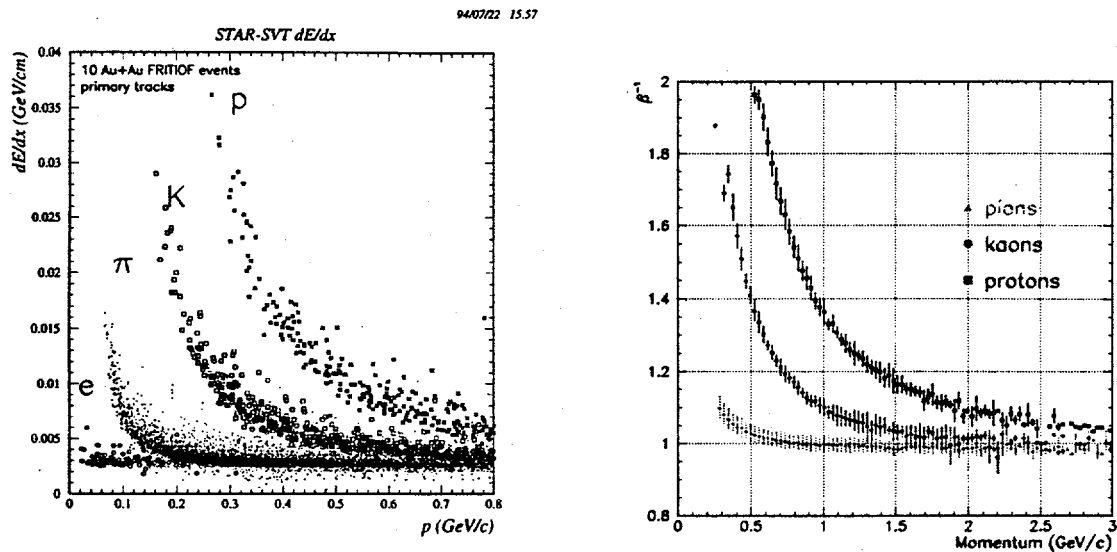 94/07/22 15.57
STAR-SVT dE/dx
dE/dx (GeV/cm)
0.04
0.035
0.03
0.025
0.02
0.015
0.01
0.005
0
10 Au+Au FRITIOF events
primary tracks
p
K
π
e
0 0.1 0.2 0.3 0.4 0.5 0.6 0.7 0.8
p (GeV/c)
β⁻¹
2
1.8
1.6
1.4
1.2
1
0.8
pions
kaons
protons
0 0.5 1 1.5 2 2.5 3
Momentum (GeV/c)